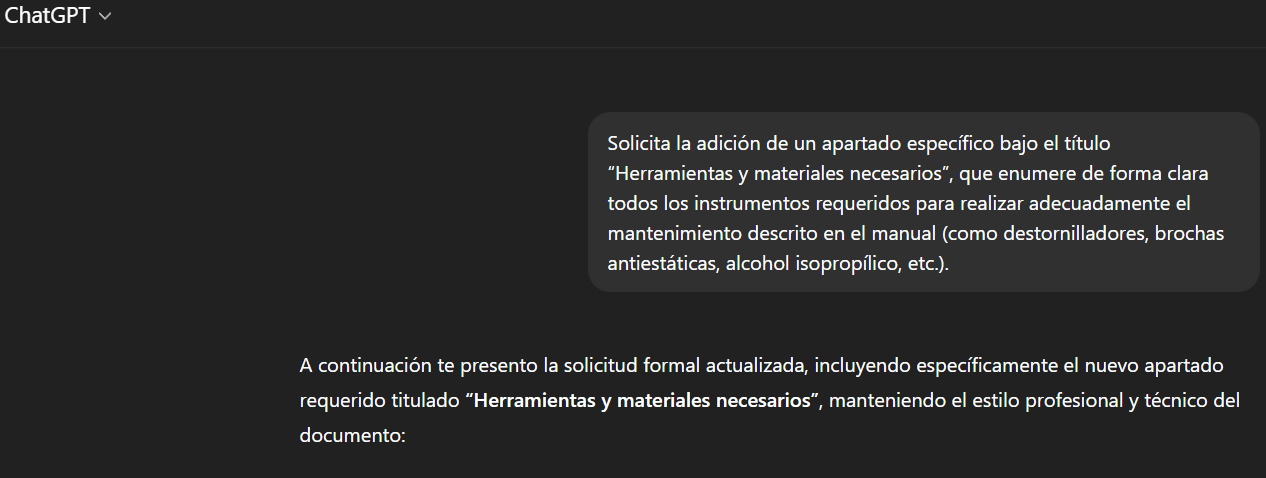 ChatGPT
Solicita la adición de un apartado específico bajo el título
“Herramientas y materiales necesarios”, que enumere de forma clara
todos los instrumentos requeridos para realizar adecuadamente el
mantenimiento descrito en el manual (como destornilladores, brochas
antiestáticas, alcohol isopropílico, etc.).
A continuación te presento la solicitud formal actualizada, incluyendo específicamente el nuevo apartado
requerido titulado “Herramientas y materiales necesarios”, manteniendo el estilo profesional y técnico del
documento: